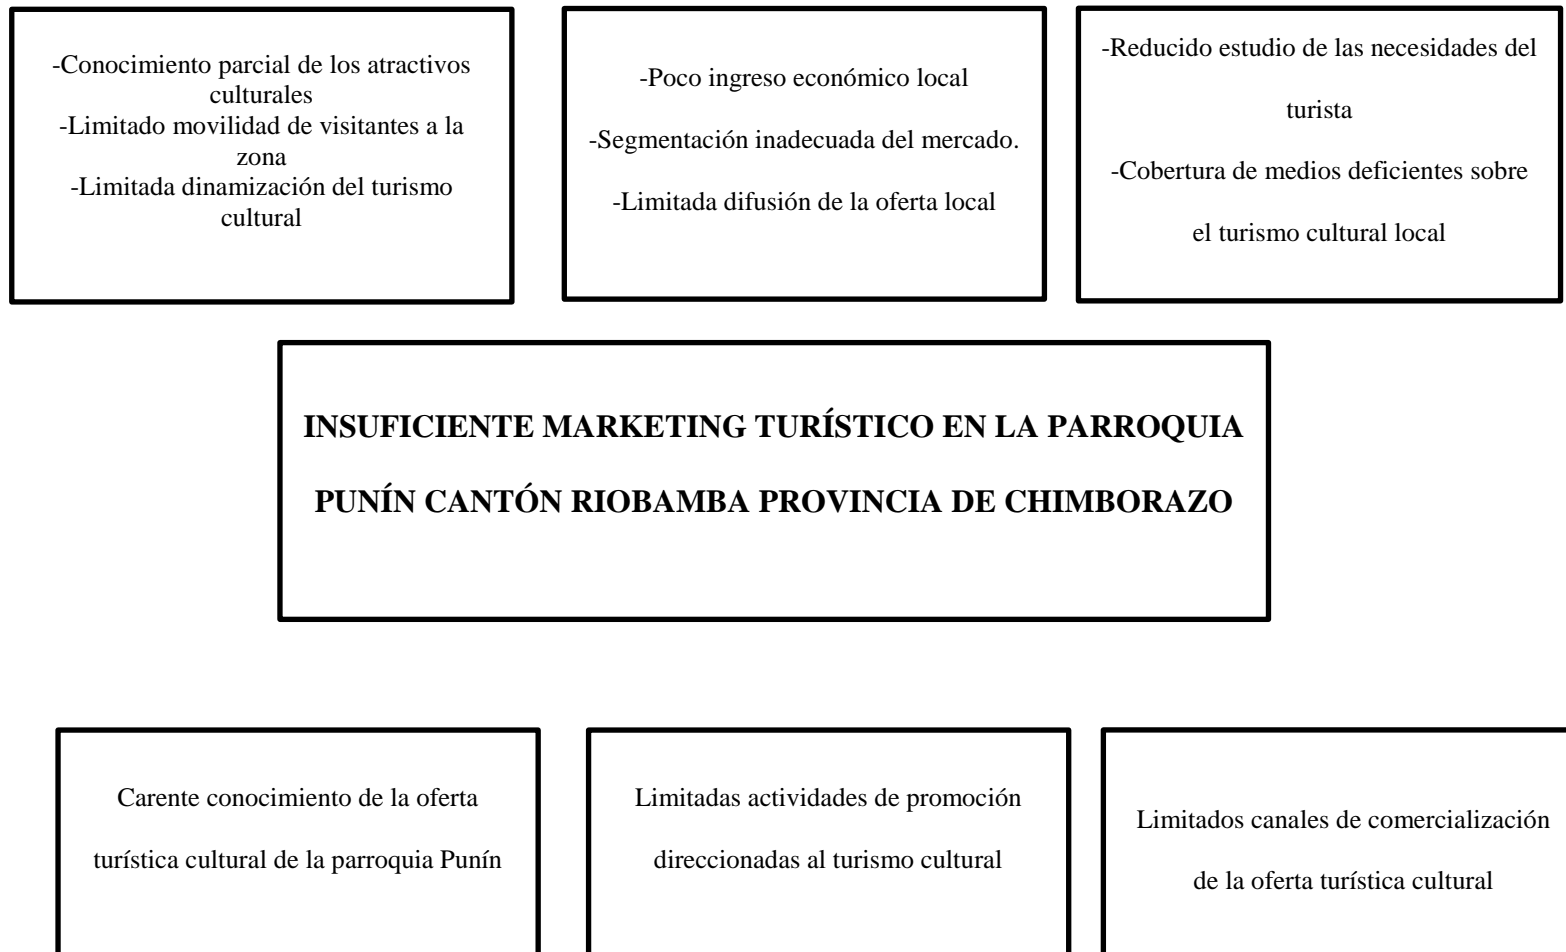 -Conocimiento parcial de los atractivos
culturales
-Limitado movilidad de visitantes a la
zona
-Limitada dinamización del turismo
cultural
-Poco ingreso económico local
-Segmentación inadecuada del mercado.
-Limitada difusión de la oferta local
-Reducido estudio de las necesidades del
turista
-Cobertura de medios deficientes sobre
el turismo cultural local
INSUFICIENTE MARKETING TURÍSTICO EN LA PARROQUIA
PUNÍN CANTÓN RIOBAMBA PROVINCIA DE CHIMBORAZO
Carente conocimiento de la oferta
turística cultural de la parroquia Punín
Limitadas actividades de promoción
direccionadas al turismo cultural
Limitados canales de comercialización
de la oferta turística cultural